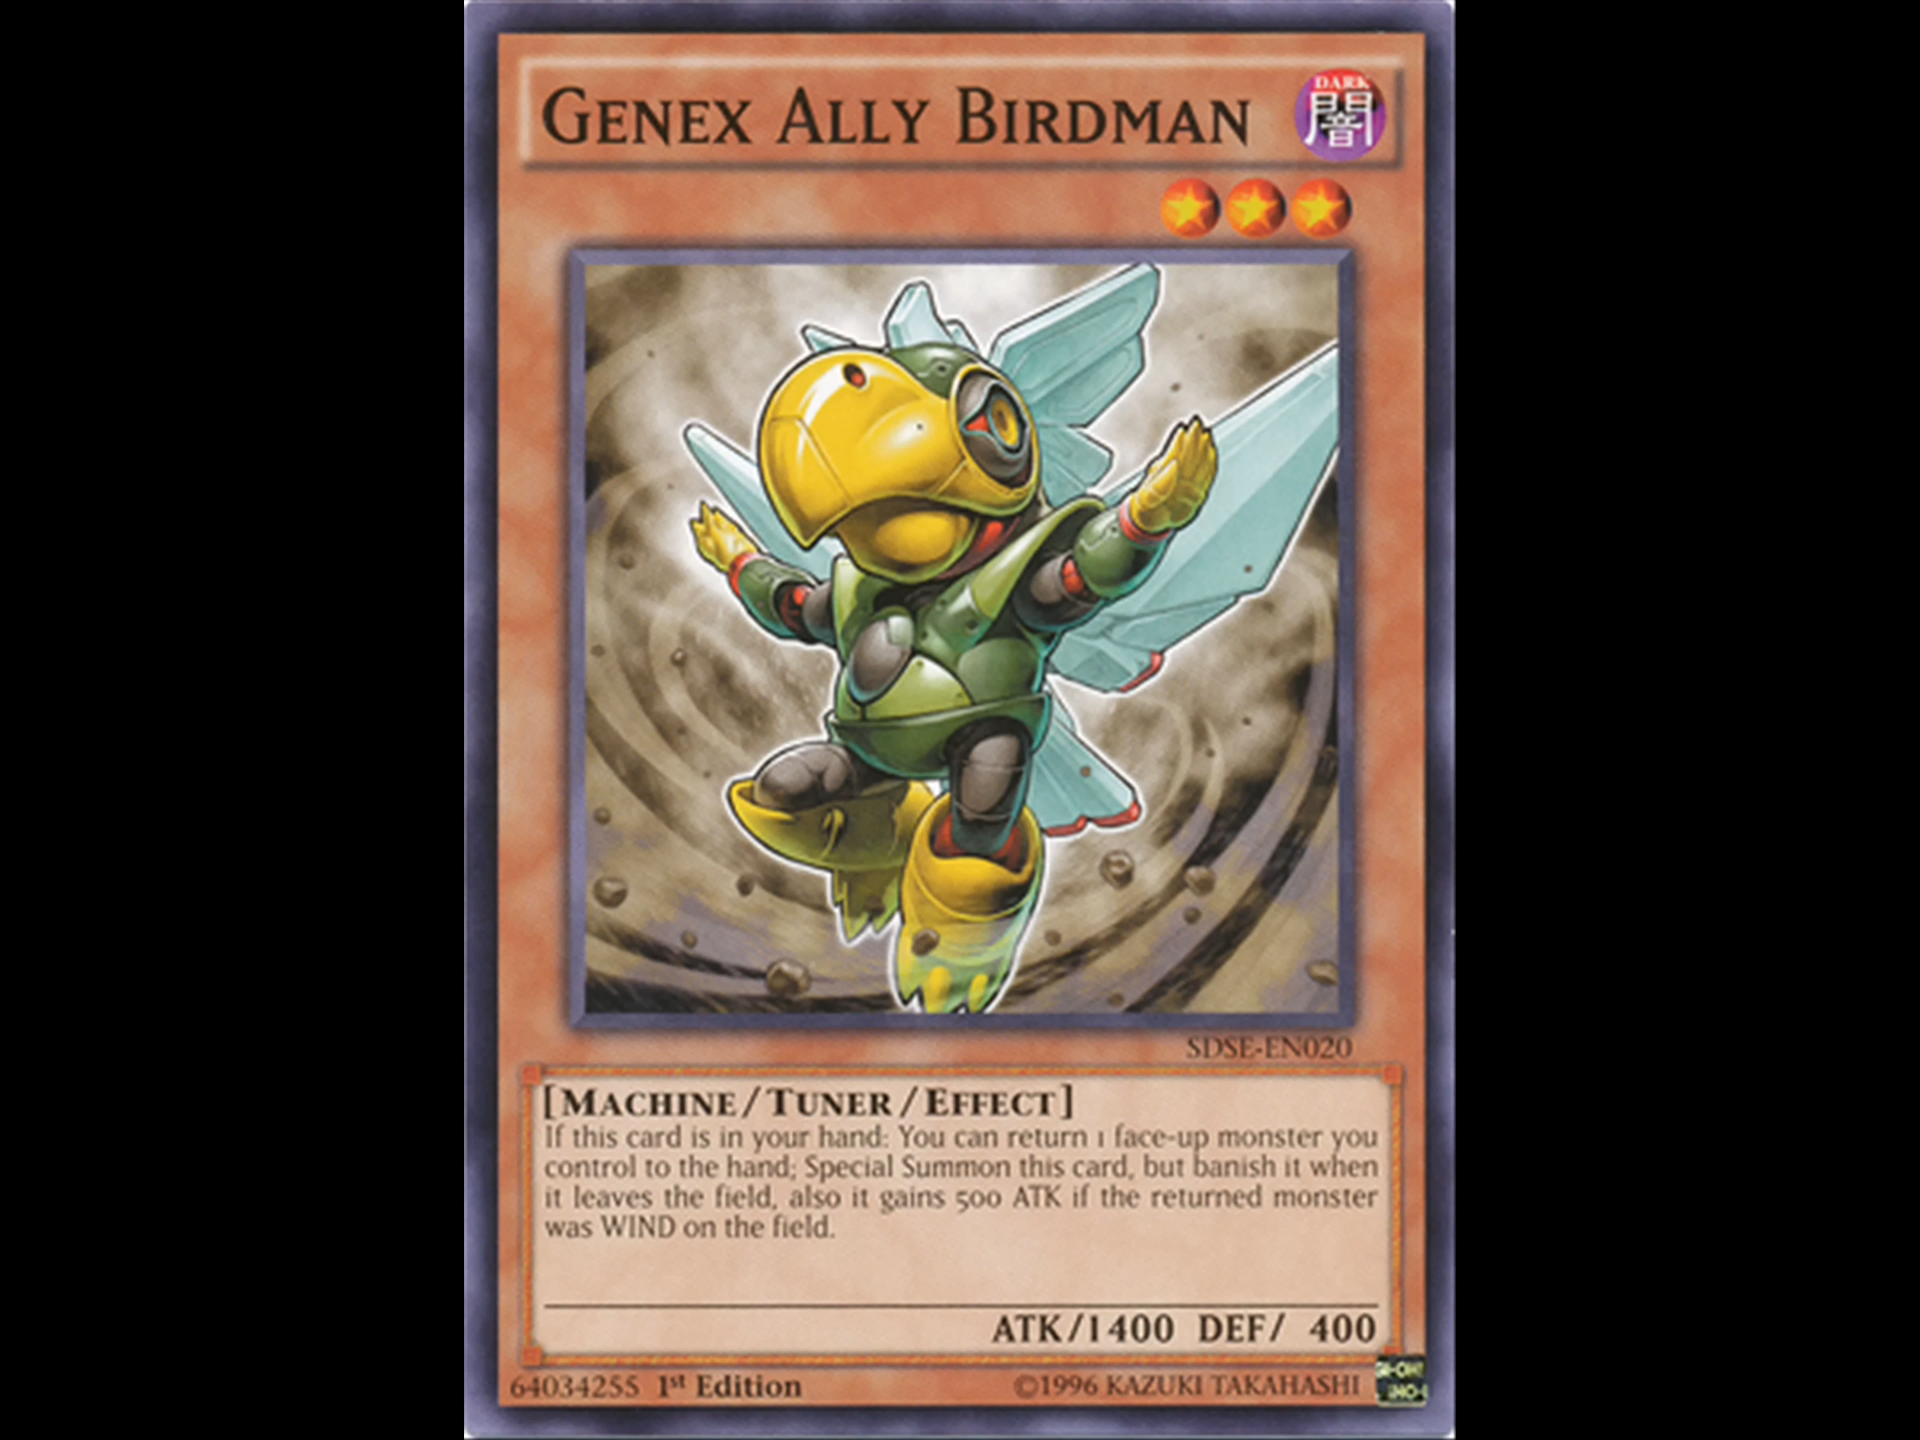 GENEX ALLY BIRDMAN
DARK
闇
SDSE-EN020
[MACHINE/TUNER/EFFECT]
If this card is in your hand: You can return 1 face-up monster you
control to the hand; Special Summon this card, but banish it when
it leaves the field, also it gains 500 ATK if the returned monster
was WIND on the field.
ATK/1400 DEF/ 400
64034255 1st Edition
©1996 KAZUKI TAKAHASHI